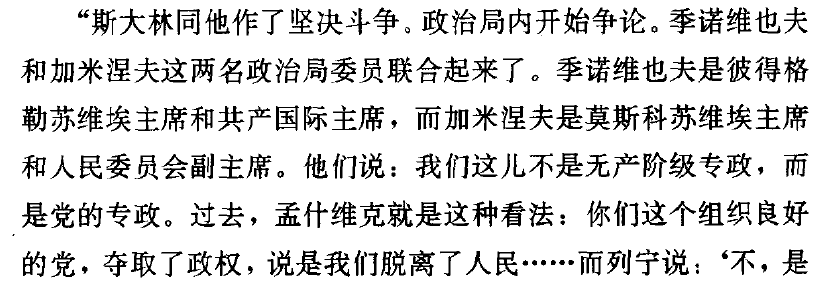 “斯大林同他作了坚决斗争。政治局内开始争论。季诺维也夫
和加米涅夫这两名政治局委员联合起来了。季诺维也夫是彼得格
勒苏维埃主席和共产国际主席，而加米涅夫是莫斯科苏维埃主席
和人民委员会副主席。他们说：我们这儿不是无产阶级专政，而
是党的专政。过去，孟什维克就是这种看法：你们这个组织良好
的党，夺取了政权，说是我们脱离了人民……而列宁说：‘不，是